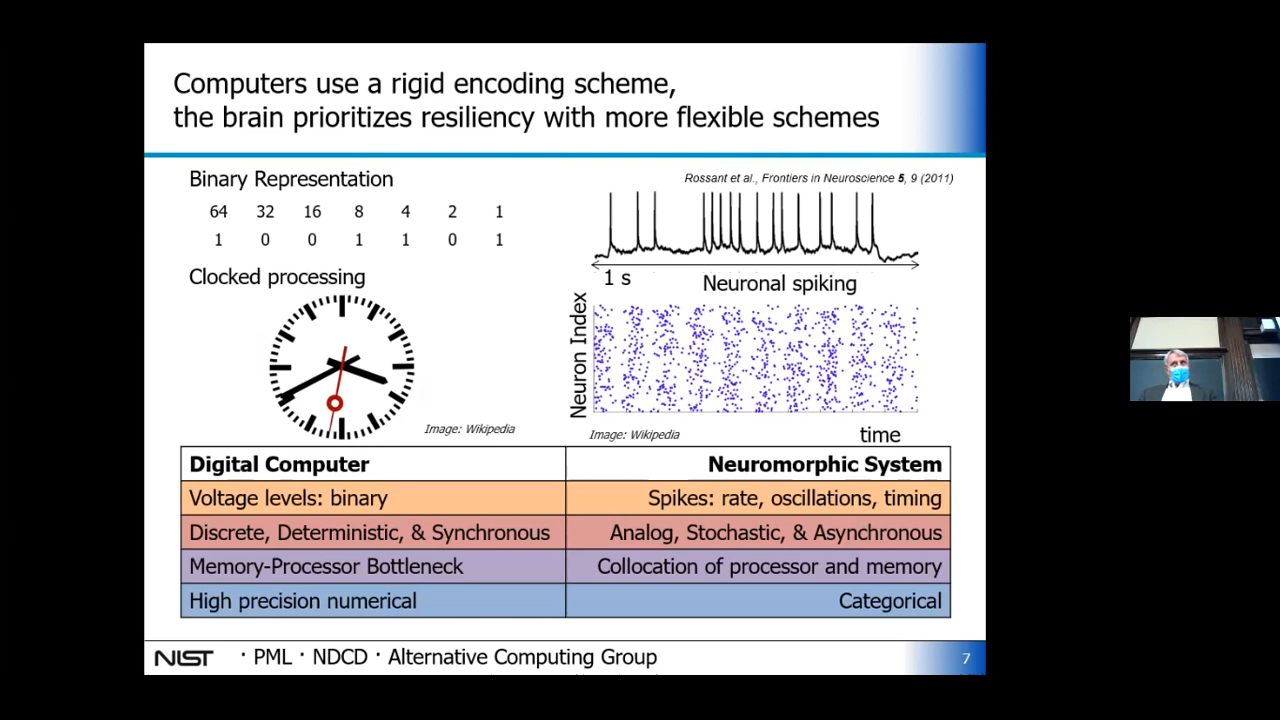 Computers use a rigid encoding scheme,
the brain prioritizes resiliency with more flexible schemes
Binary Representation
64 32 16 8 4 2 1
1 0 0 1 1 0 1
Clocked processing
Image: Wikipedia
Rossant et al., Frontiers in Neuroscience 5, 9 (2011)
1 s
Neuronal spiking
Neuron Index
Image: Wikipedia
time
Digital Computer Neuromorphic System
Voltage levels: binary Spikes: rate, oscillations, timing
Discrete, Deterministic, & Synchronous Analog, Stochastic, & Asynchronous
Memory-Processor Bottleneck Collocation of processor and memory
High precision numerical Categorical
NIST · PML · NDCD · Alternative Computing Group 7